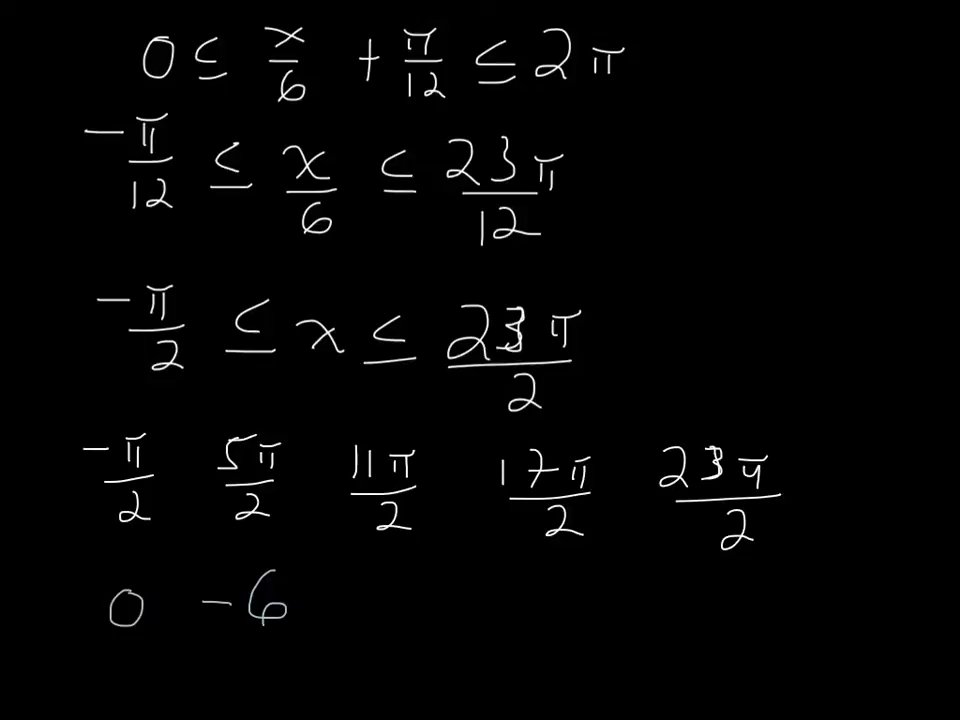 0 ≤ x/6 + π/12 ≤ 2π
-π/12 ≤ x/6 ≤ 23π/12
-π/2 ≤ x ≤ 23π/2
-π/2 5π/2 11π/2 17π/2 23π/2
0 -6